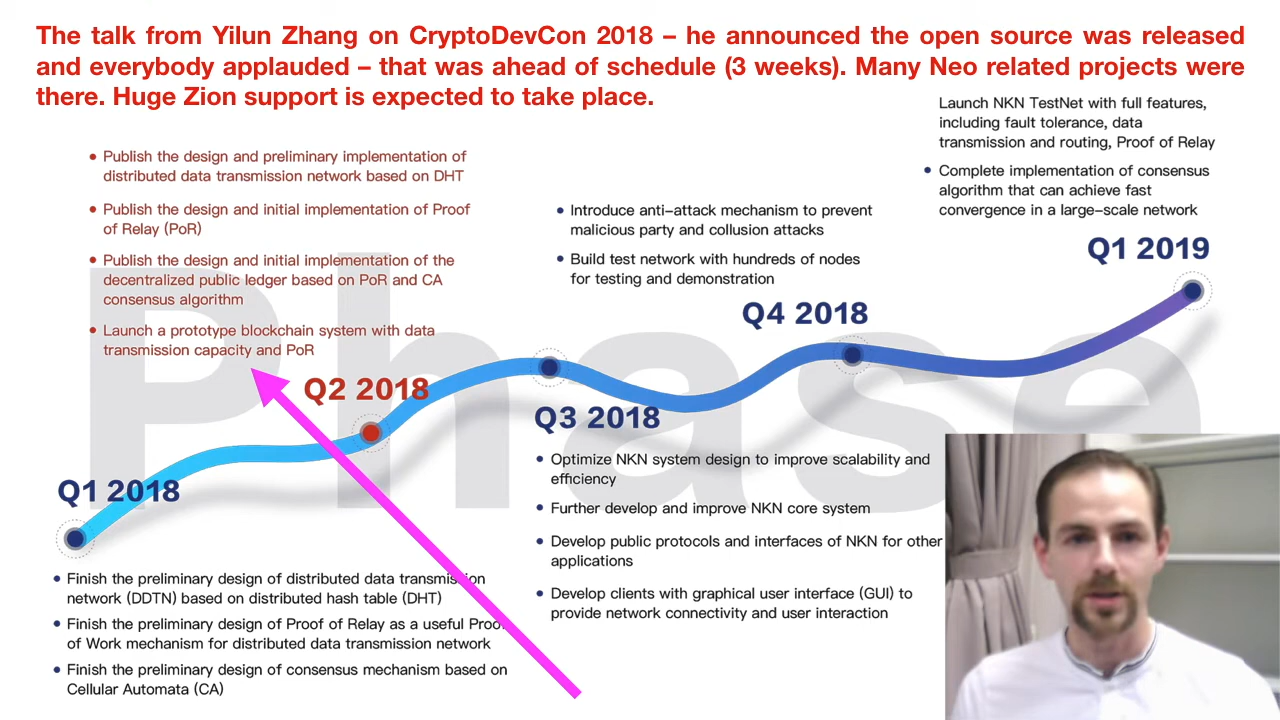 The talk from Yilun Zhang on CryptoDevCon 2018 – he announced the open source was released
and everybody applauded – that was ahead of schedule (3 weeks). Many Neo related projects were
there. Huge Zion support is expected to take place.
Launch NKN TestNet with full features,
including fault tolerance, data
transmission and routing, Proof of Relay
• Complete implementation of consensus
algorithm that can achieve fast
convergence in a large-scale network
Q1 2019
• Publish the design and preliminary implementation of
distributed data transmission network based on DHT
• Publish the design and initial implementation of Proof
of Relay (PoR)
• Publish the design and initial implementation of the
decentralized public ledger based on PoR and CA
consensus algorithm
• Launch a prototype blockchain system with data
transmission capacity and PoR
Q2 2018
• Introduce anti-attack mechanism to prevent
malicious party and collusion attacks
• Build test network with hundreds of nodes
for testing and demonstration
Q4 2018
Phase
Q3 2018
• Optimize NKN system design to improve scalability and
efficiency
• Further develop and improve NKN core system
• Develop public protocols and interfaces of NKN for other
applications
• Develop clients with graphical user interface (GUI) to
provide network connectivity and user interaction
Q1 2018
• Finish the preliminary design of distributed data transmission
network (DDTN) based on distributed hash table (DHT)
• Finish the preliminary design of Proof of Relay as a useful Proof
of Work mechanism for distributed data transmission network
• Finish the preliminary design of consensus mechanism based on
Cellular Automata (CA)